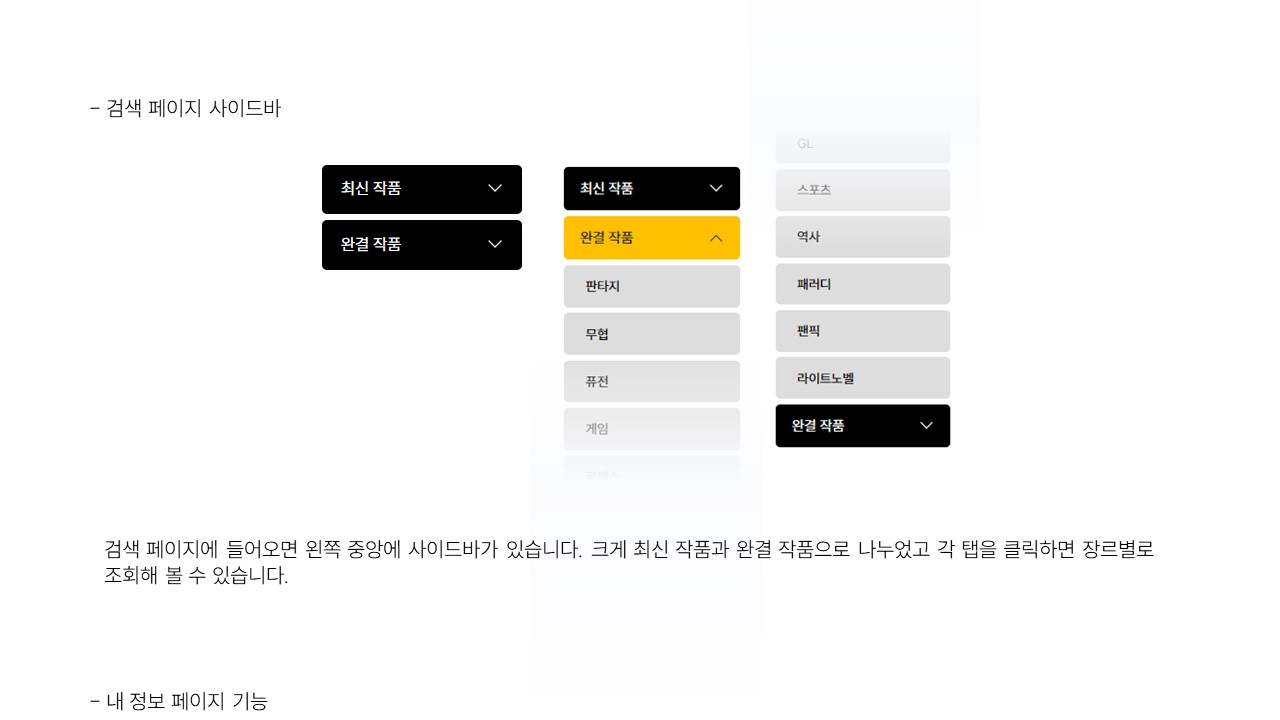 - 검색 페이지 사이드바
최신 작품
완결 작품
최신 작품
완결 작품
판타지
무협
퓨전
게임
GL
스포츠
역사
패러디
팬픽
라이트노벨
완결 작품
검색 페이지에 들어오면 왼쪽 중앙에 사이드바가 있습니다. 크게 최신 작품과 완결 작품으로 나누었고 각 탭을 클릭하면 장르별로
조회해 볼 수 있습니다.
- 내 정보 페이지 기능